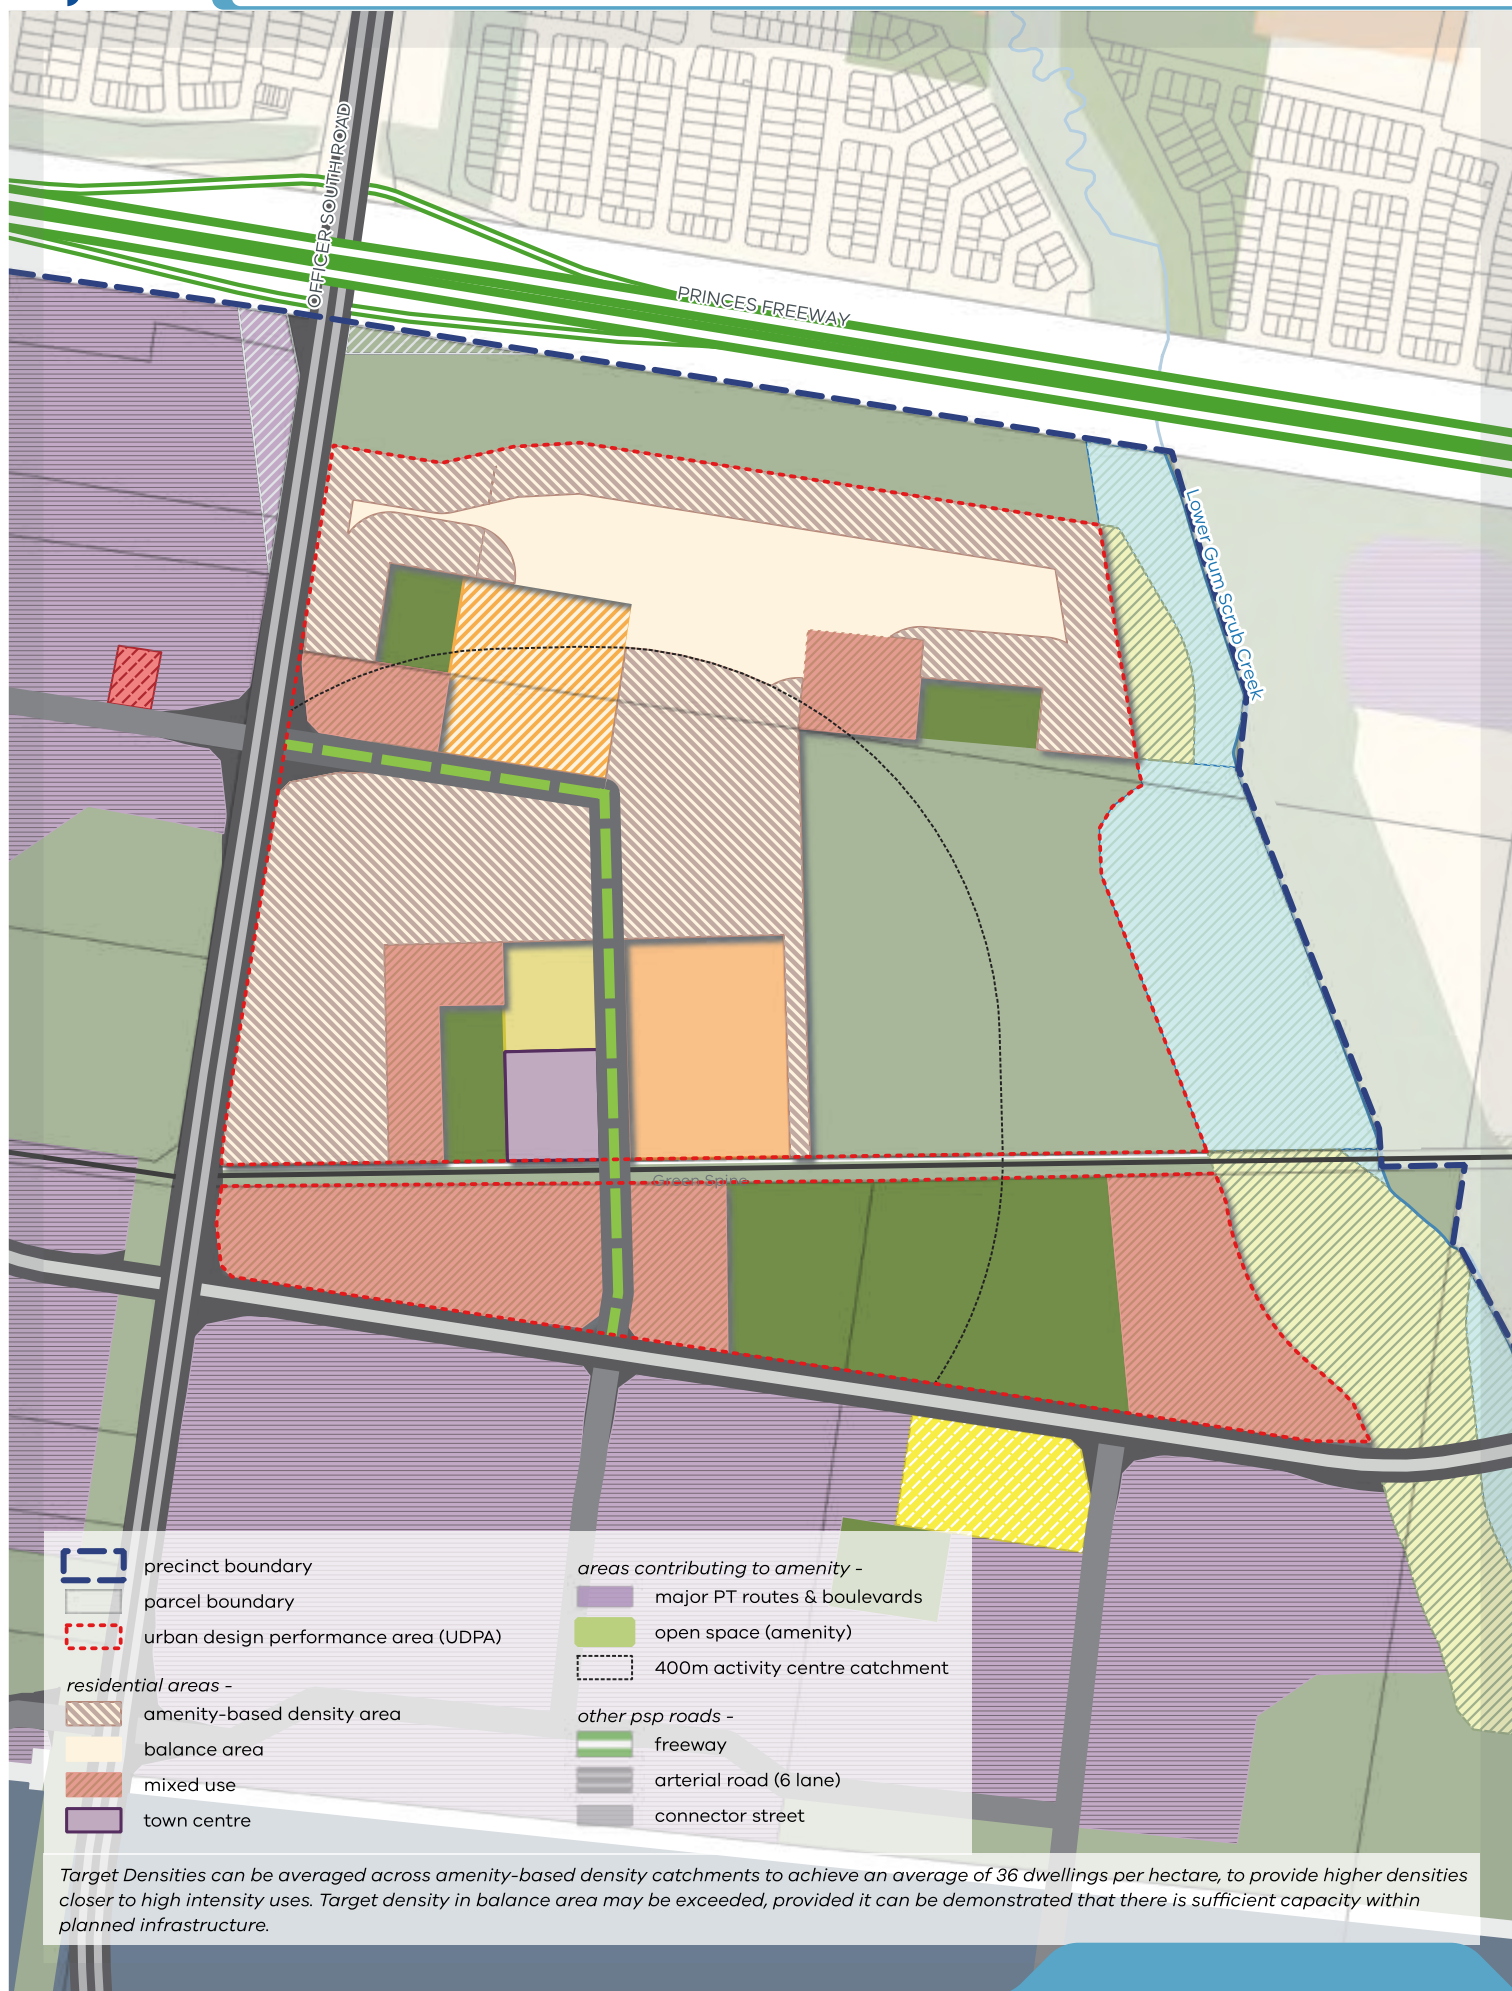 OFFICER SOUTH ROAD
PRINCES FREEWAY
Lower Gum Scrub Creek
Green Spine
precinct boundary
parcel boundary
urban design performance area (UDPA)
residential areas -
amenity-based density area
balance area
mixed use
town centre
areas contributing to amenity -
major PT routes & boulevards
open space (amenity)
400m activity centre catchment
other psp roads -
freeway
arterial road (6 lane)
connector street
Target Densities can be averaged across amenity-based density catchments to achieve an average of 36 dwellings per hectare, to provide higher densities
closer to high intensity uses. Target density in balance area may be exceeded, provided it can be demonstrated that there is sufficient capacity within
planned infrastructure.